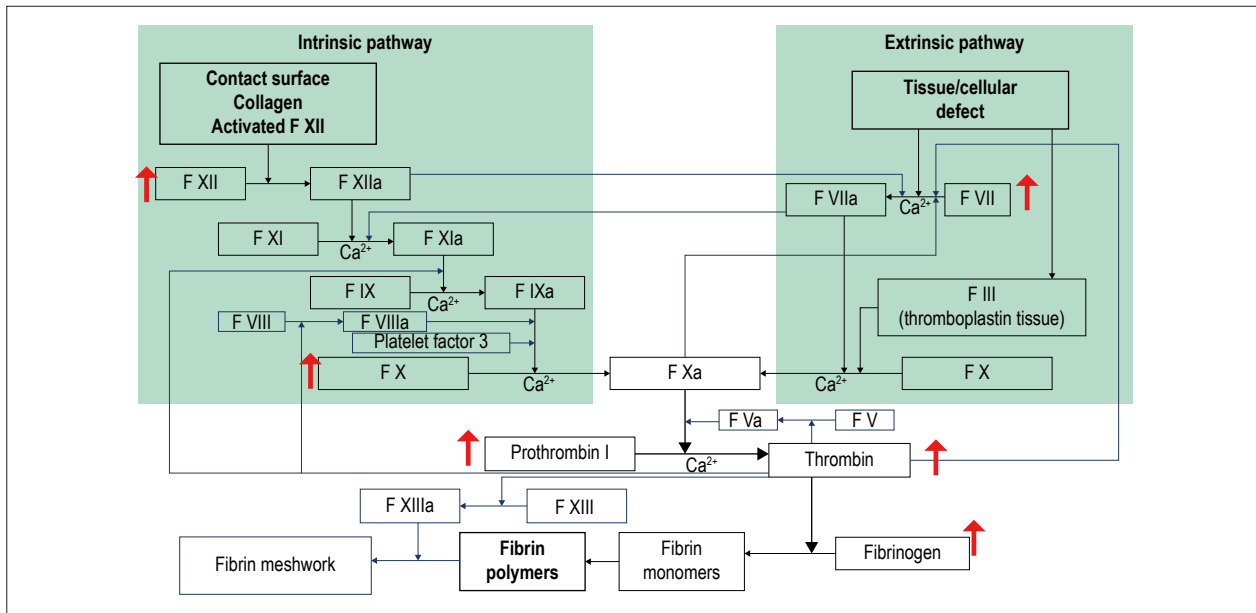 Intrinsic pathway
Extrinsic pathway
Contact surface
Collagen
Activated F XII
Tissue/cellular
defect
F XII
F XIIa
F VIIa
Ca²⁺
F VII
F XI
Ca²⁺
F XIa
F IX
Ca²⁺
F IXa
F III
(thromboplastin tissue)
F VIII
F VIIIa
Platelet factor 3
F X
Ca²⁺
F Xa
Ca²⁺
F X
F Va
F V
Prothrombin I
Ca²⁺
Thrombin
F XIIIa
F XIII
Fibrin meshwork
Fibrin
polymers
Fibrin
monomers
Fibrinogen